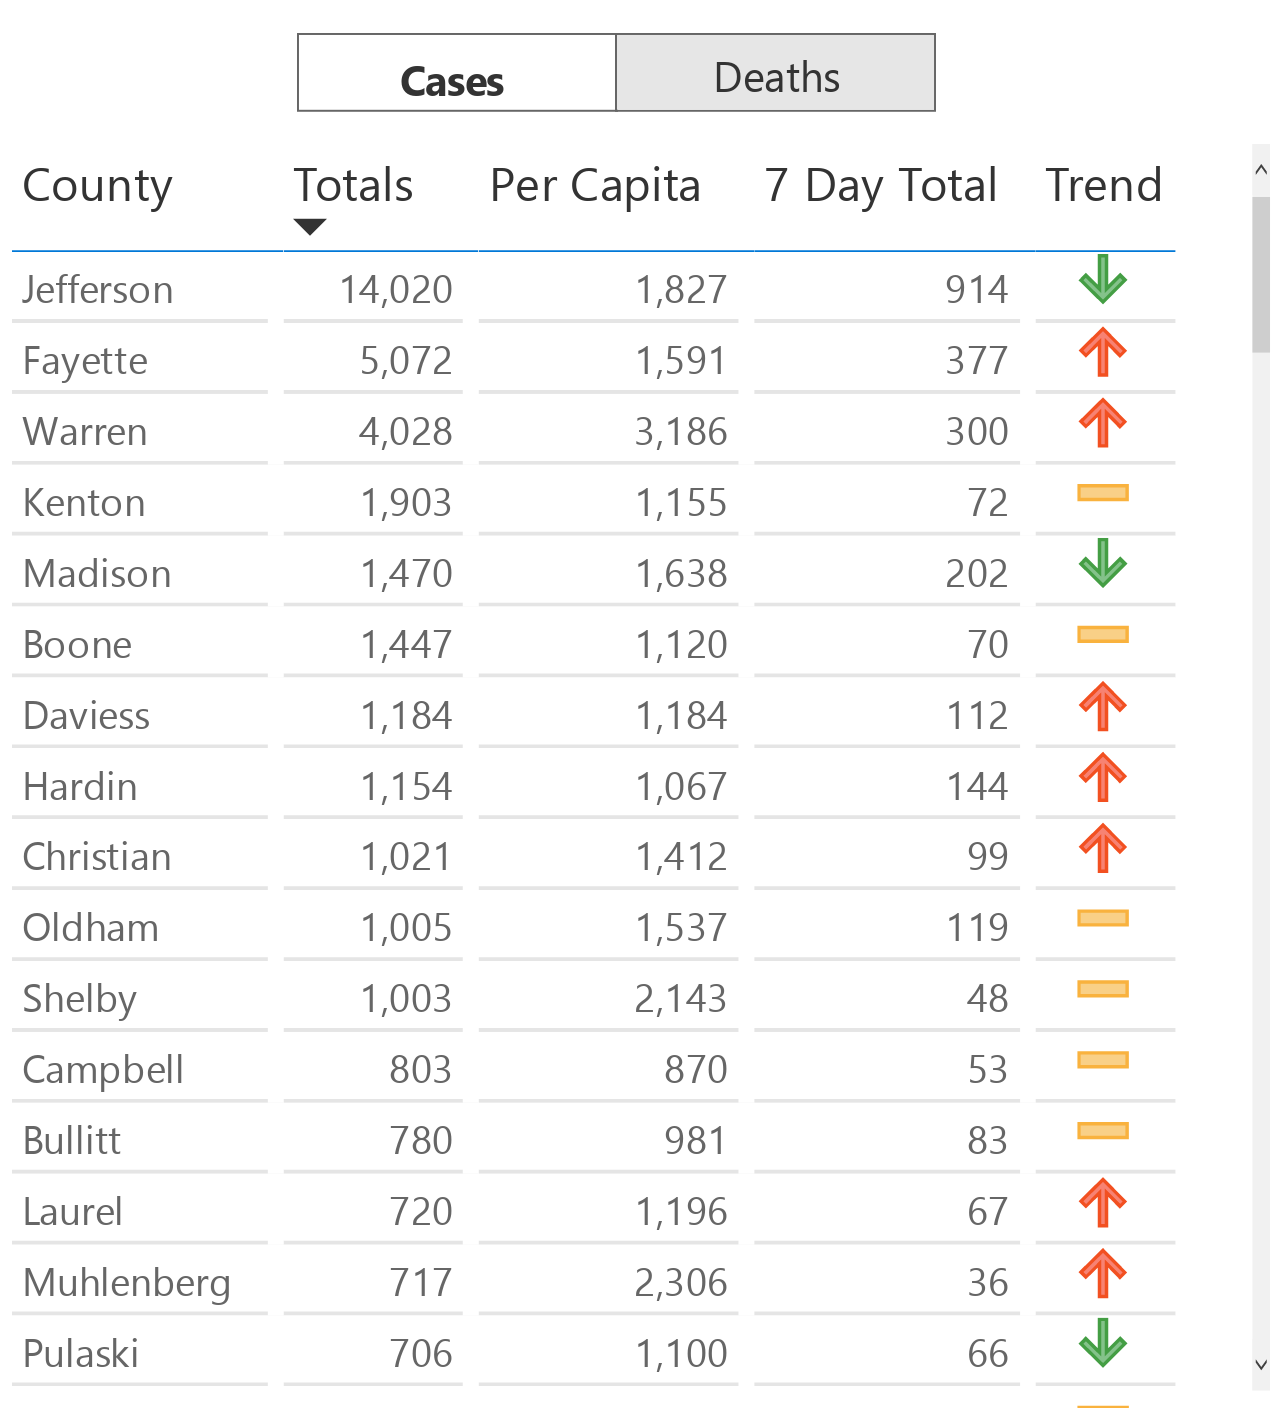 Cases Deaths
County Totals Per Capita 7 Day Total Trend
Jefferson 14,020 1,827 914
Fayette 5,072 1,591 377
Warren 4,028 3,186 300
Kenton 1,903 1,155 72
Madison 1,470 1,638 202
Boone 1,447 1,120 70
Daviess 1,184 1,184 112
Hardin 1,154 1,067 144
Christian 1,021 1,412 99
Oldham 1,005 1,537 119
Shelby 1,003 2,143 48
Campbell 803 870 53
Bullitt 780 981 83
Laurel 720 1,196 67
Muhlenberg 717 2,306 36
Pulaski 706 1,100 66